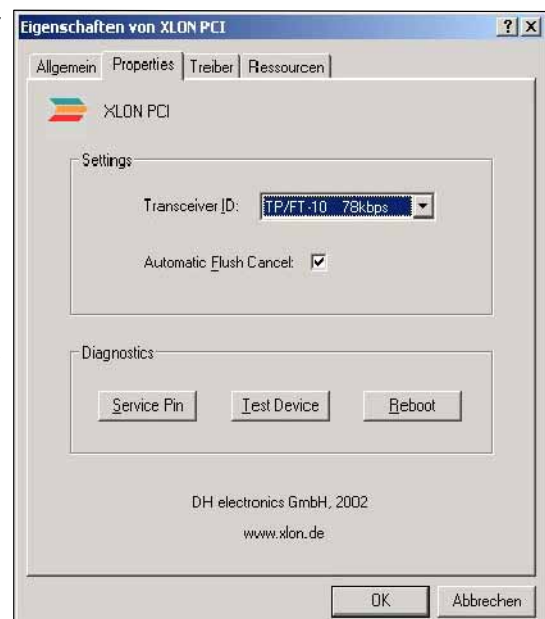 Eigenschaften von XLON PCI
Allgemein Properties Treiber Ressourcen
XLON PCI
Settings
Transceiver ID: TP/FT-10 78kbps
Automatic Flush Cancel:
Diagnostics
Service Pin Test Device Reboot
DH electronics GmbH, 2002
www.xlon.de
OK Abbrechen